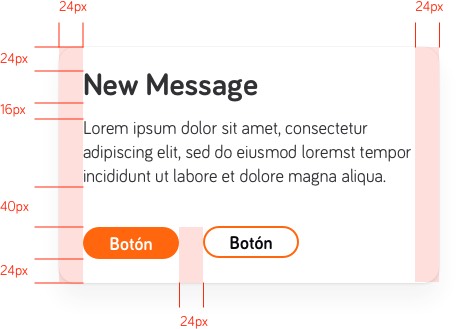 24px 24px
24px
New Message
16px
Lorem ipsum dolor sit amet, consectetur
adipiscing elit, sed do eiusmod loremst tempor
incididunt ut labore et dolore magna aliqua.
40px
Botón Botón
24px
24px